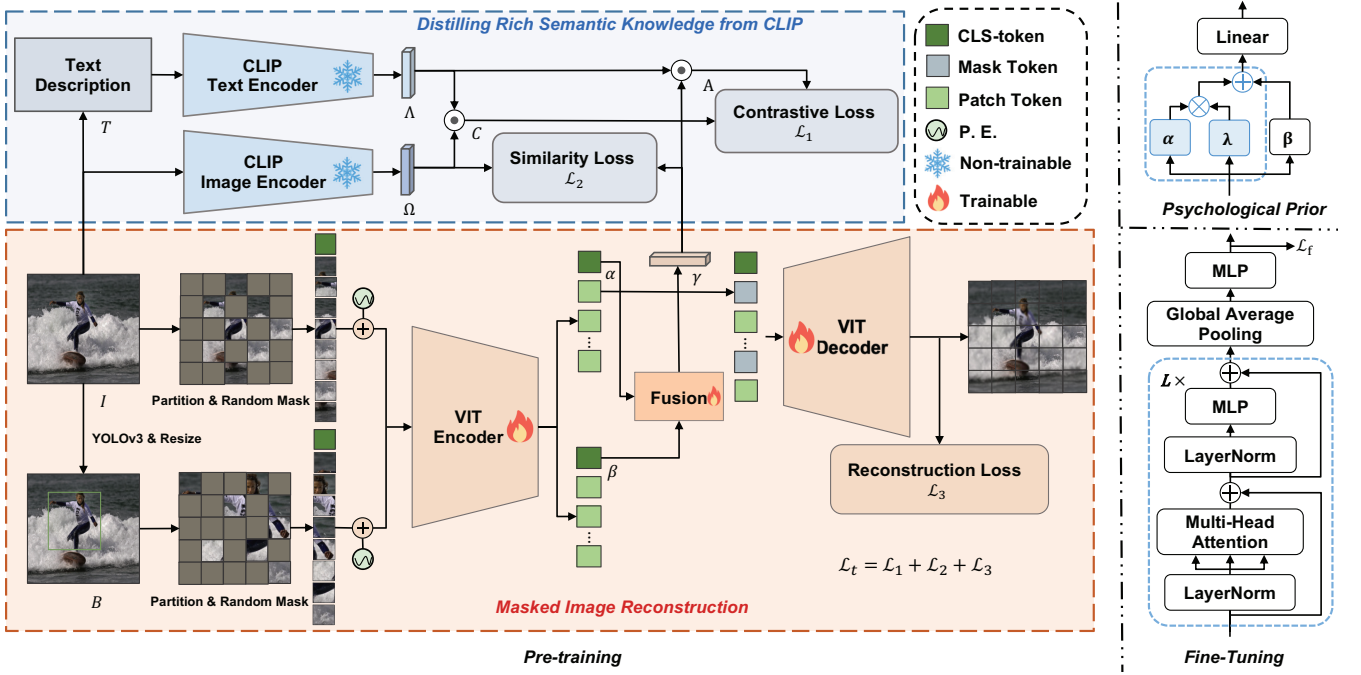 Distilling Rich Semantic Knowledge from CLIP
Text
Description
T
CLIP
Text Encoder
Λ
CLIP
Image Encoder
Ω
C
A
Similarity Loss
ℒ2
Contrastive Loss
ℒ1
CLS-token
Mask Token
Patch Token
P. E.
Non-trainable
Trainable
Linear
α
λ
β
Psychological Prior
I
Partition & Random Mask
YOLOv3 & Resize
B
Partition & Random Mask
VIT
Encoder
α
β
γ
Fusion
VIT
Decoder
Reconstruction Loss
ℒ3
ℒt = ℒ1 + ℒ2 + ℒ3
Masked Image Reconstruction
Pre-training
ℒf
MLP
Global Average
Pooling
L ×
MLP
LayerNorm
Multi-Head
Attention
LayerNorm
Fine-Tuning